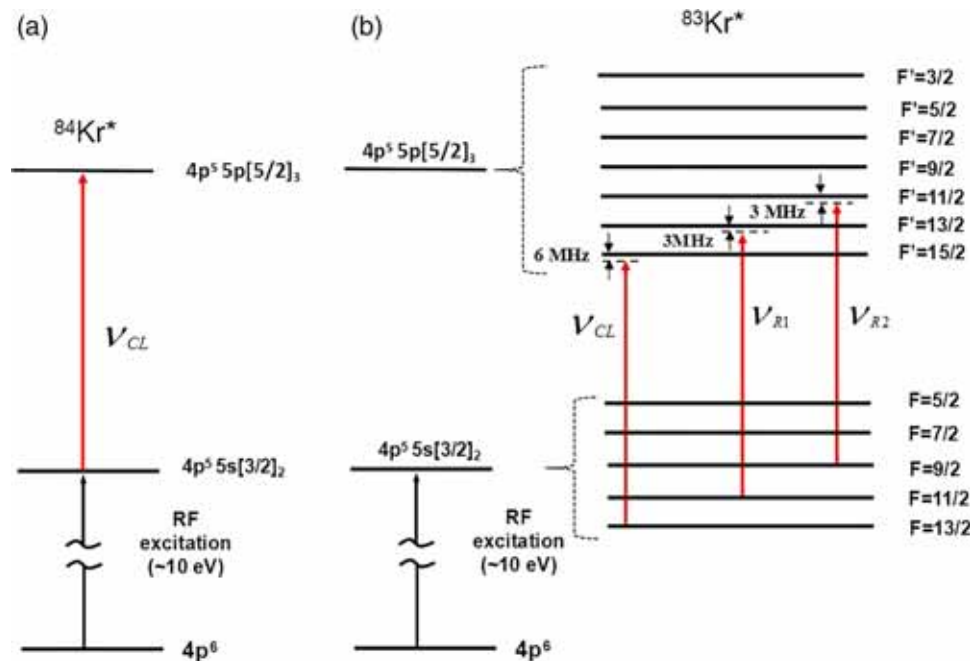 (a)
⁸⁴Kr*
4p⁵ 5p[5/2]₃
ν_CL
4p⁵ 5s[3/2]₂
RF
excitation
(~10 eV)
4p⁶
(b)
⁸³Kr*
4p⁵ 5p[5/2]₃
F'=3/2
F'=5/2
F'=7/2
F'=9/2
F'=11/2
3 MHz
F'=13/2
3MHz
6 MHz
F'=15/2
ν_CL
ν_R1
ν_R2
F=5/2
F=7/2
4p⁵ 5s[3/2]₂
F=9/2
F=11/2
F=13/2
RF
excitation
(~10 eV)
4p⁶